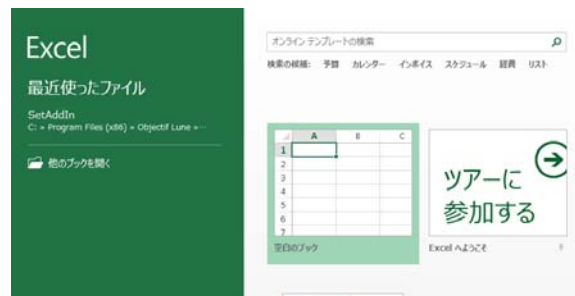 Excel
最近使ったファイル
SetAddIn
C: » Program Files (x86) » Objectif Lune »…
他のブックを開く
オンライン テンプレートの検索
検索の候補: 予算 カレンダー インボイス スケジュール 経費 リスト
A B C
1
2
3
4
5
6
7
空白のブック
ツアーに
参加する
Excel へようこそ